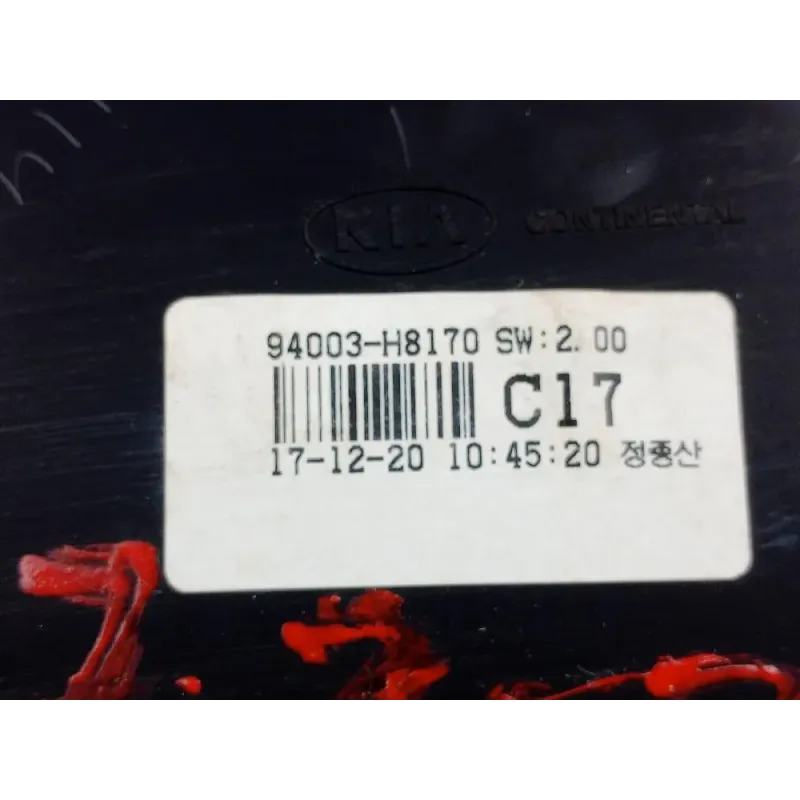 KIA CONTINENTAL
94003-H8170 SW:2.00
C17
17-12-20 10:45:20 정종산